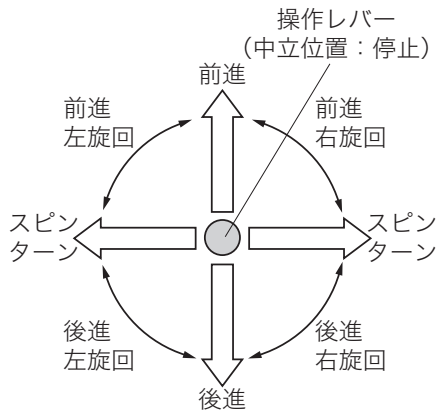 操作レバー
（中立位置：停止）
前進
前進
左旋回
前進
右旋回
スピン
ターン
スピン
ターン
後進
左旋回
後進
右旋回
後進